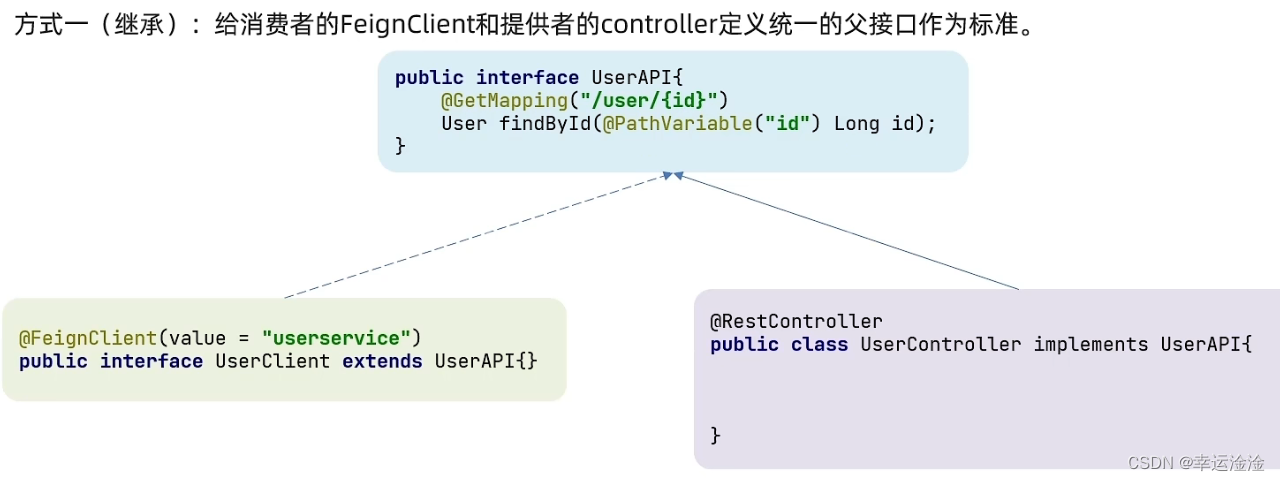 方式一（继承）：给消费者的FeignClient和提供者的controller定义统一的父接口作为标准。
public interface UserAPI{
    @GetMapping("/user/{id}")
    User findById(@PathVariable("id") Long id);
}
@FeignClient(value = "userservice")
public interface UserClient extends UserAPI{}
@RestController
public class UserController implements UserAPI{
}
CSDN @幸运淦淦